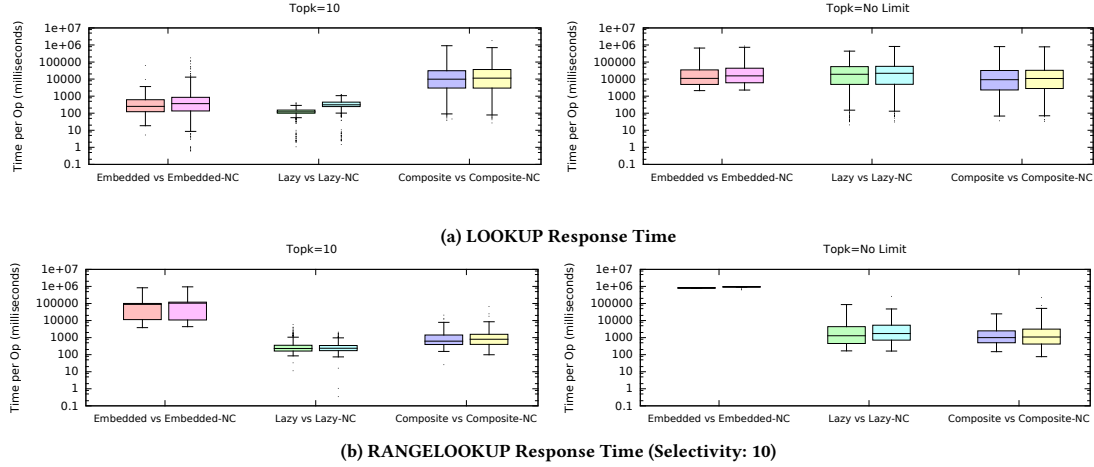 Topk=10
Time per Op (milliseconds)
1e+07
1e+06
100000
10000
1000
100
10
1
0.1
Embedded vs Embedded-NC Lazy vs Lazy-NC Composite vs Composite-NC
Topk=No Limit
Time per Op (milliseconds)
1e+07
1e+06
100000
10000
1000
100
10
1
0.1
Embedded vs Embedded-NC Lazy vs Lazy-NC Composite vs Composite-NC
(a) LOOKUP Response Time
Topk=10
Time per Op (milliseconds)
1e+07
1e+06
100000
10000
1000
100
10
1
0.1
Embedded vs Embedded-NC Lazy vs Lazy-NC Composite vs Composite-NC
Topk=No Limit
Time per Op (milliseconds)
1e+07
1e+06
100000
10000
1000
100
10
1
0.1
Embedded vs Embedded-NC Lazy vs Lazy-NC Composite vs Composite-NC
(b) RANGELOOKUP Response Time (Selectivity: 10)